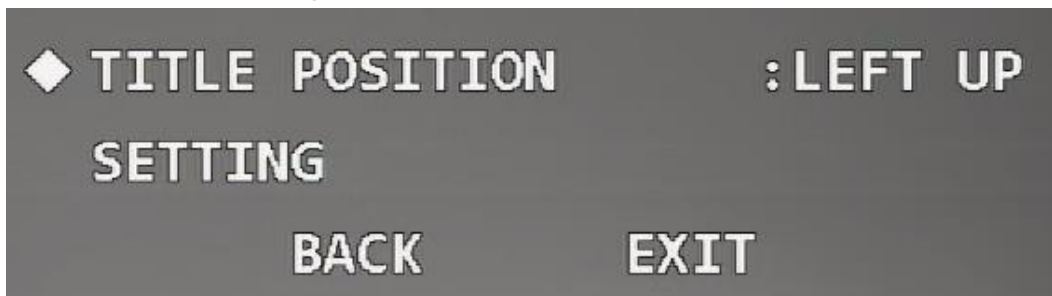 ◆ TITLE POSITION :LEFT UP
SETTING
BACK EXIT